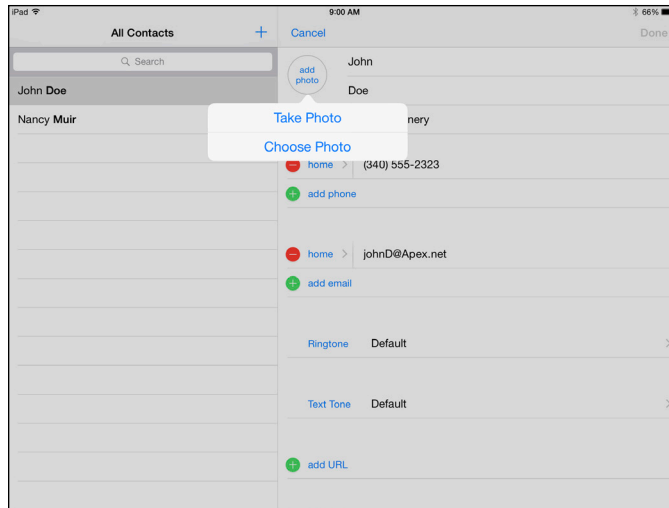 iPad 9:00 AM 66%
All Contacts + Cancel Done
Search
John Doe
Nancy Muir
add photo
John
Doe
nery
Take Photo
Choose Photo
home (340) 555-2323
add phone
home johnD@Apex.net
add email
Ringtone Default
Text Tone Default
add URL